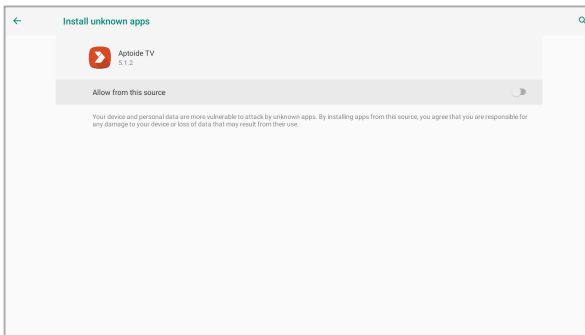 Install unknown apps
Aptoide TV
5.1.2
Allow from this source
Your device and personal data are more vulnerable to attack by unknown apps. By installing apps from this source, you agree that you are responsible for
any damage to your device or loss of data that may result from their use.